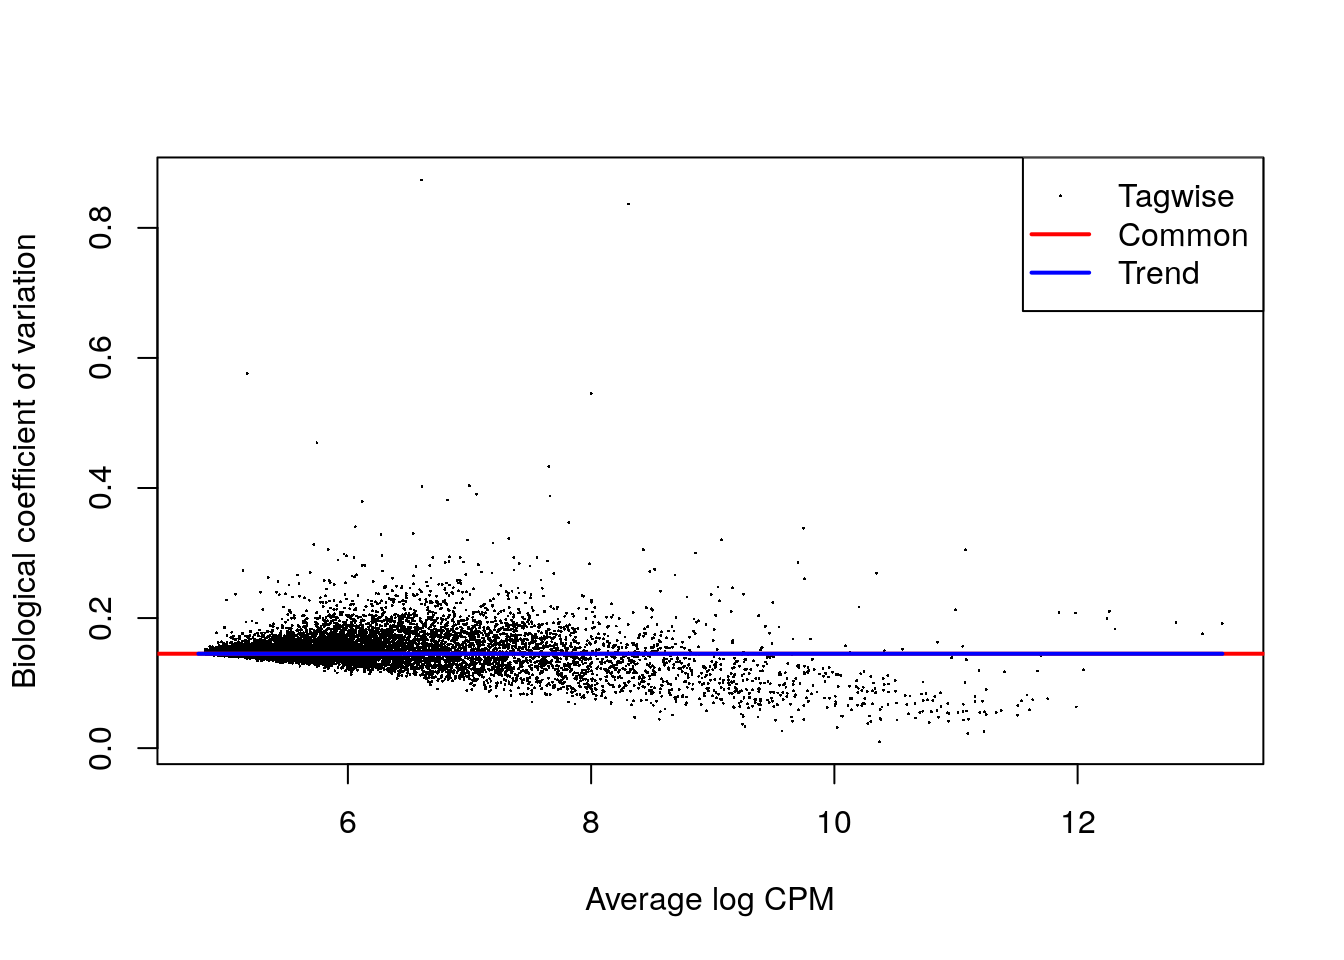 Tagwise
Common
Trend
Biological coefficient of variation
0.8
0.6
0.4
0.2
0.0
6 8 10 12
Average log CPM